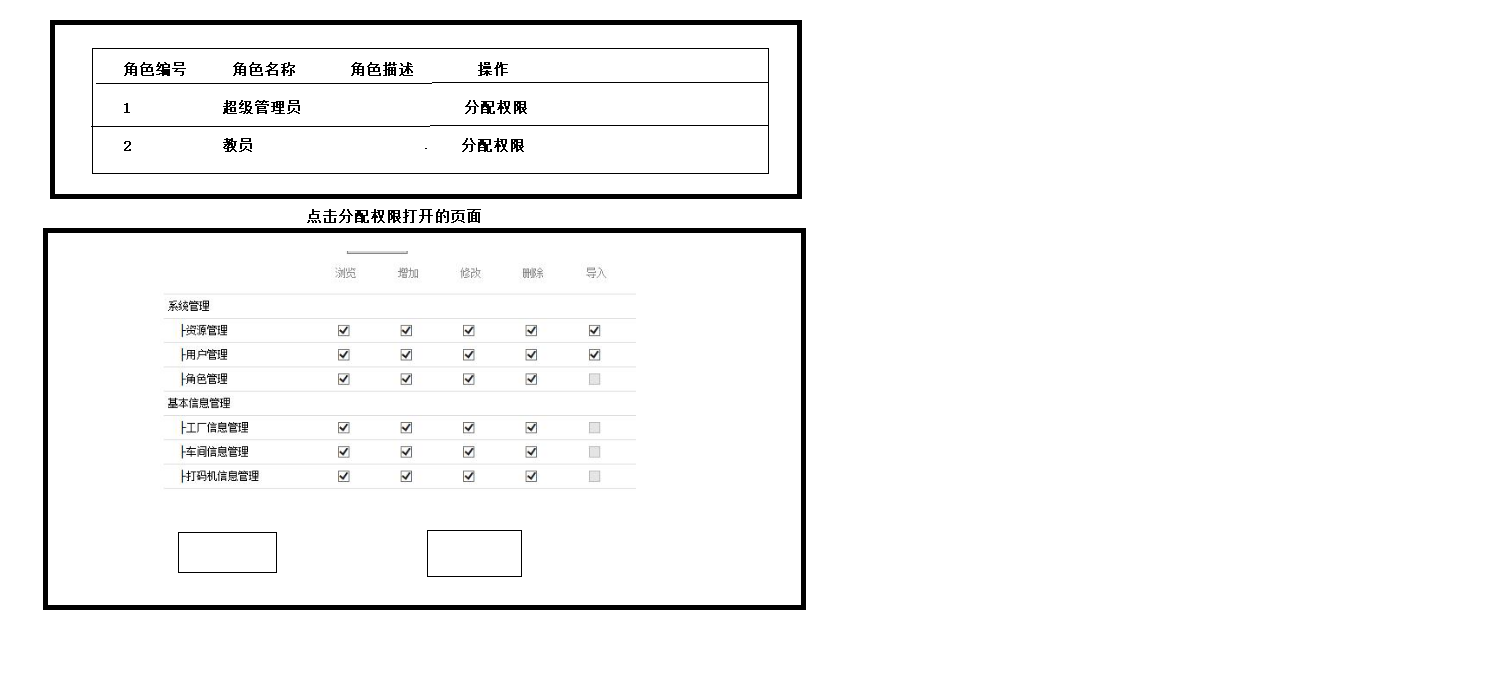 角色编号 角色名称 角色描述 操作
1 超级管理员 分配权限
2 教员 分配权限
点击分配权限打开的页面
浏览 增加 修改 删除 导入
系统管理
├资源管理
├用户管理
├角色管理
基本信息管理
├工厂信息管理
├车间信息管理
├打码机信息管理